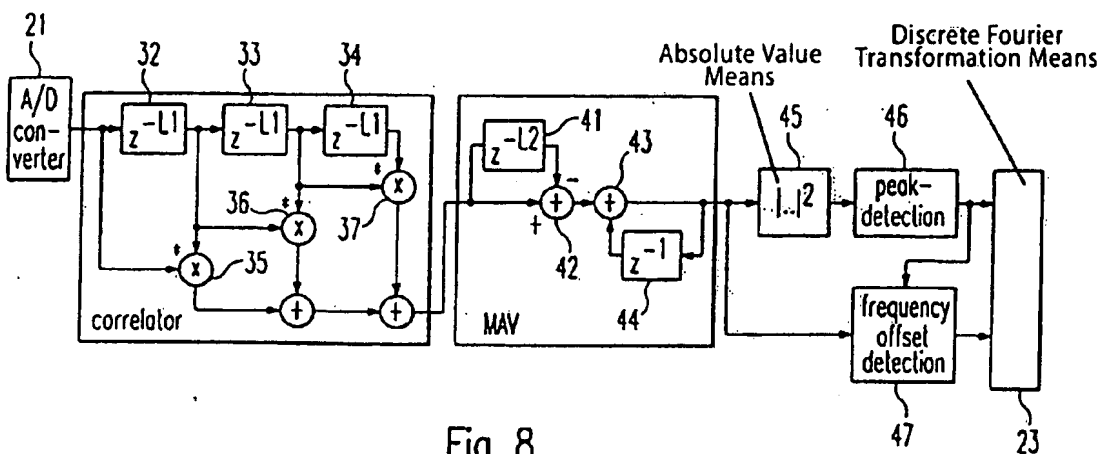 21
A/D
con-
verter
32
z^-L1
33
z^-L1
34
z^-L1
*
x
35
*
36
x
*
x
37
+
+
correlator
41
z^-L2
43
-
+
+
42
+
z^-1
44
MAV
Absolute Value
Means
45
|..|^2
46
peak-
detection
frequency
offset
detection
47
Discrete Fourier
Transformation Means
23
Fig. 8